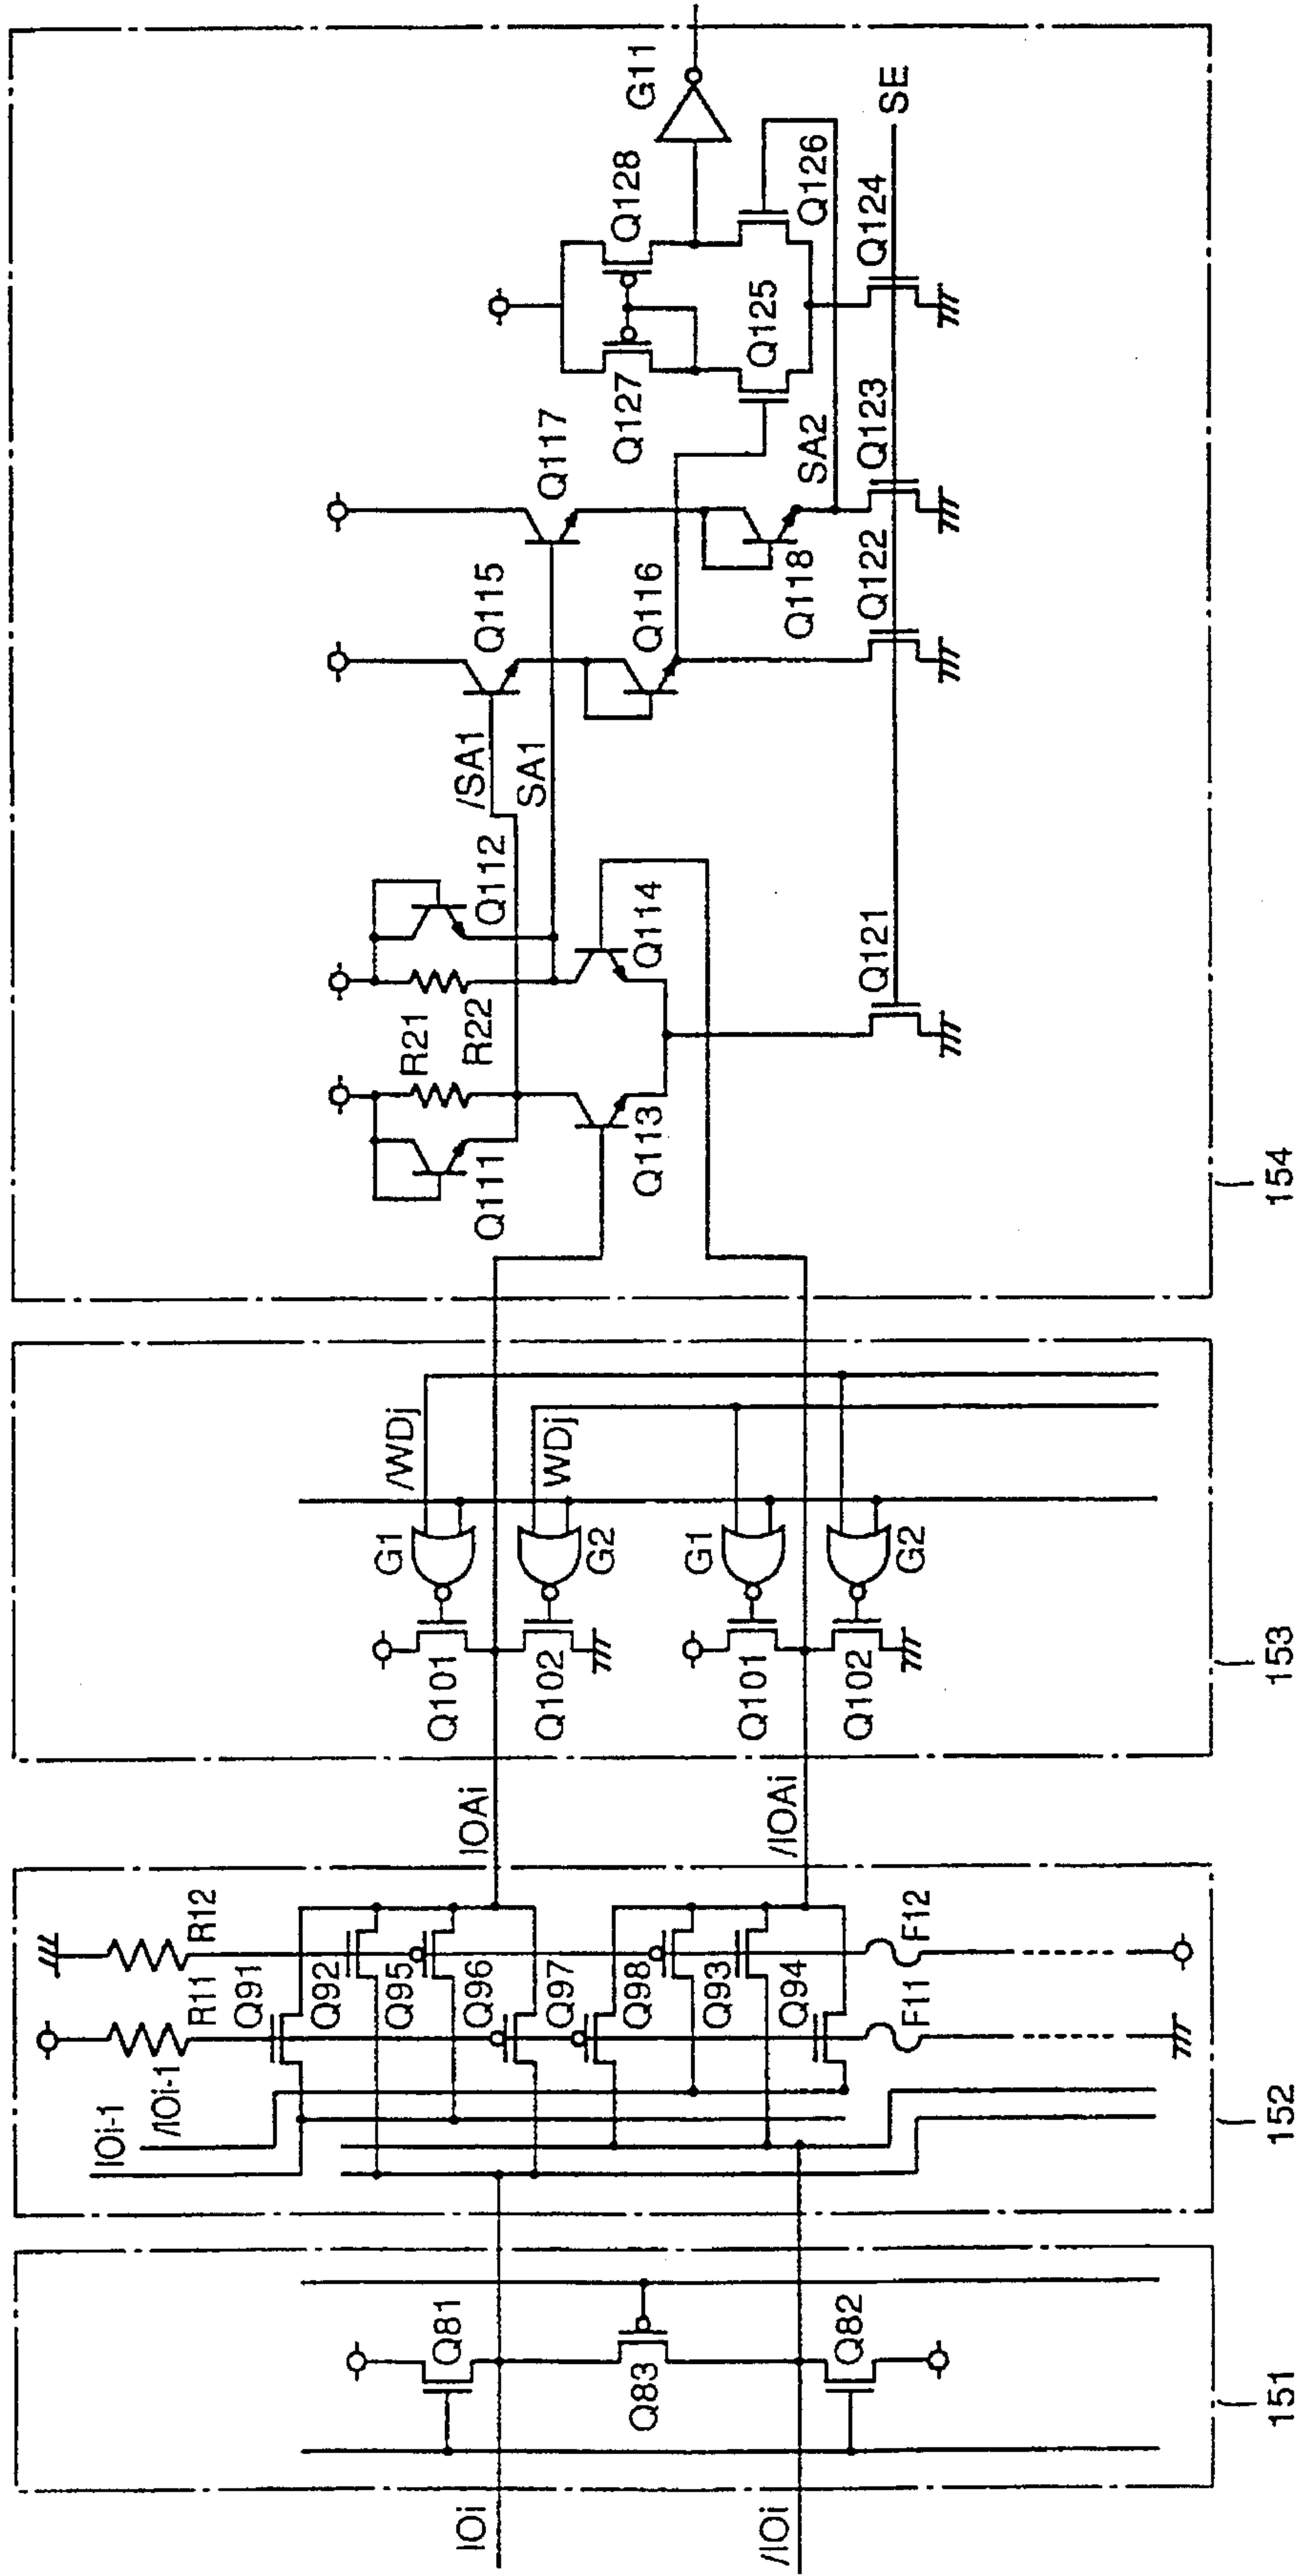 IOi
/IOi
Q81
Q83
Q82
151
IOi-1
/IOi-1
R11
R12
Q91
Q92
Q95
Q96
Q97
Q98
Q93
Q94
F11
F12
152
IOAi
/IOAi
/WDj
G1
Q101
WDj
G2
Q102
G1
Q101
G2
Q102
153
Q111
R21
R22
Q112
/SA1
SA1
Q113
Q114
Q115
Q117
Q116
Q118
SA2
Q127
Q128
Q125
Q126
G11
Q121
Q122
Q123
Q124
SE
154